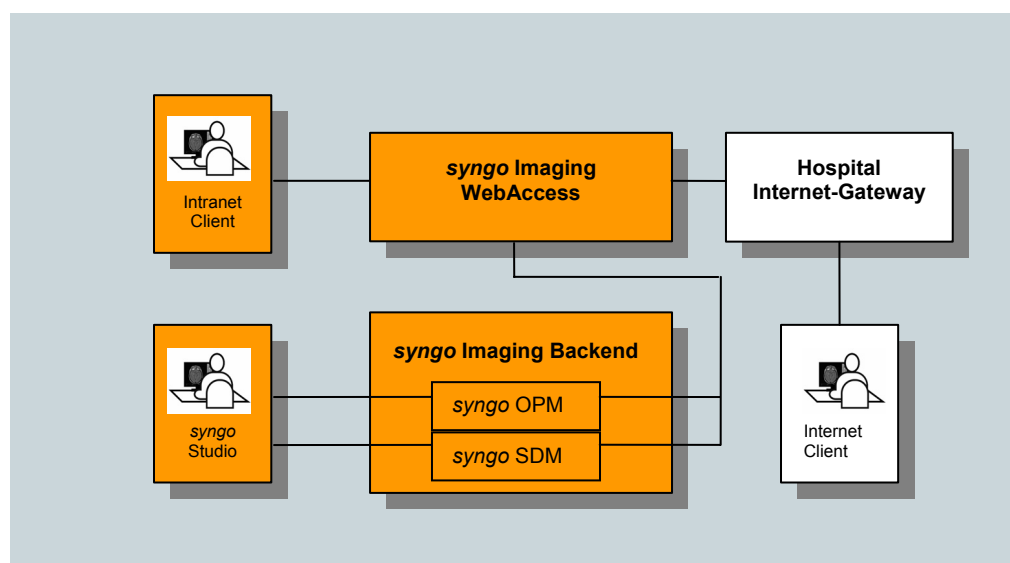 syngo Imaging
WebAccess
Hospital
Internet-Gateway
Intranet
Client
syngo Imaging Backend
syngo OPM
syngo SDM
syngo
Studio
Internet
Client